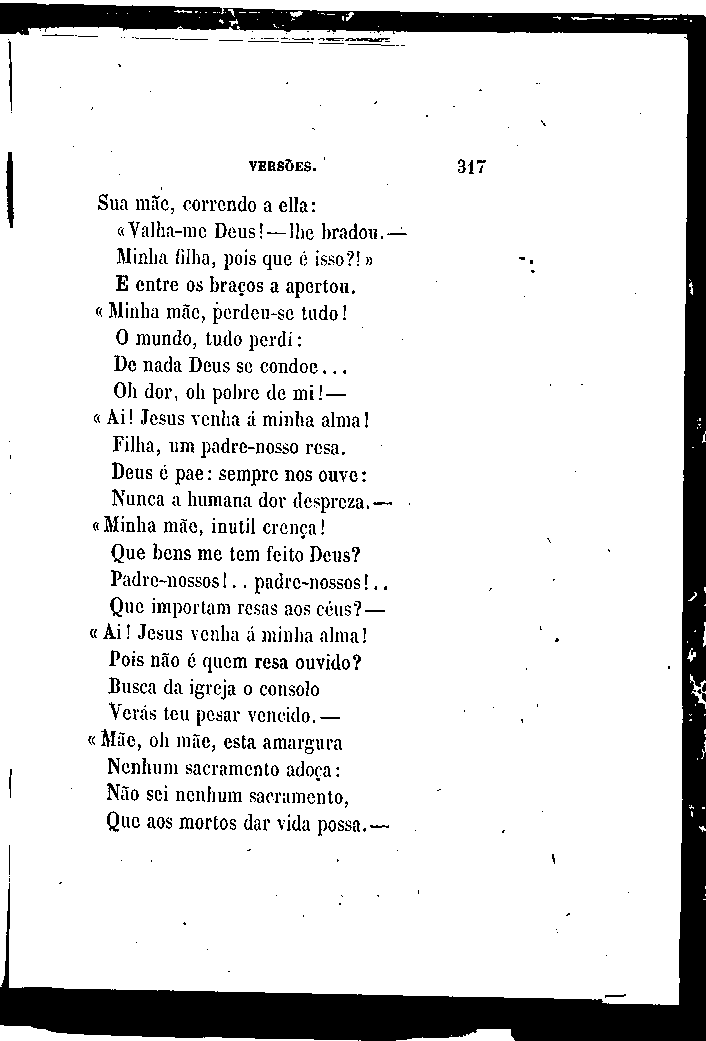 VERSÕES. 317
Sua mãe, correndo a ella:
«Valha-me Deus!—lhe bradou.—
Minha filha, pois que é isso?!»
E entre os braços a apertou.
«Minha mãe, perdeu-se tudo!
O mundo, tudo perdí:
De nada Deus se condoe...
Oh dor, oh pobre de mi!—
«Ai! Jesus venha á minha alma!
Filha, um padre-nosso resa.
Deus é pae: sempre nos ouve:
Nunca a humana dor despreza.—
«Minha mãe, inutil crença!
Que bens me tem feito Deus?
Padre-nossos!.. padre-nossos!..
Que importam resas aos céus?—
«Ai! Jesus venha á minha alma!
Pois não é quem resa ouvido?
Busca da igreja o consolo
Verás teu pesar vencido.—
«Mãe, oh mãe, esta amargura
Nenhum sacramento adoça:
Não sei nenhum sacramento,
Que aos mortos dar vida possa.—